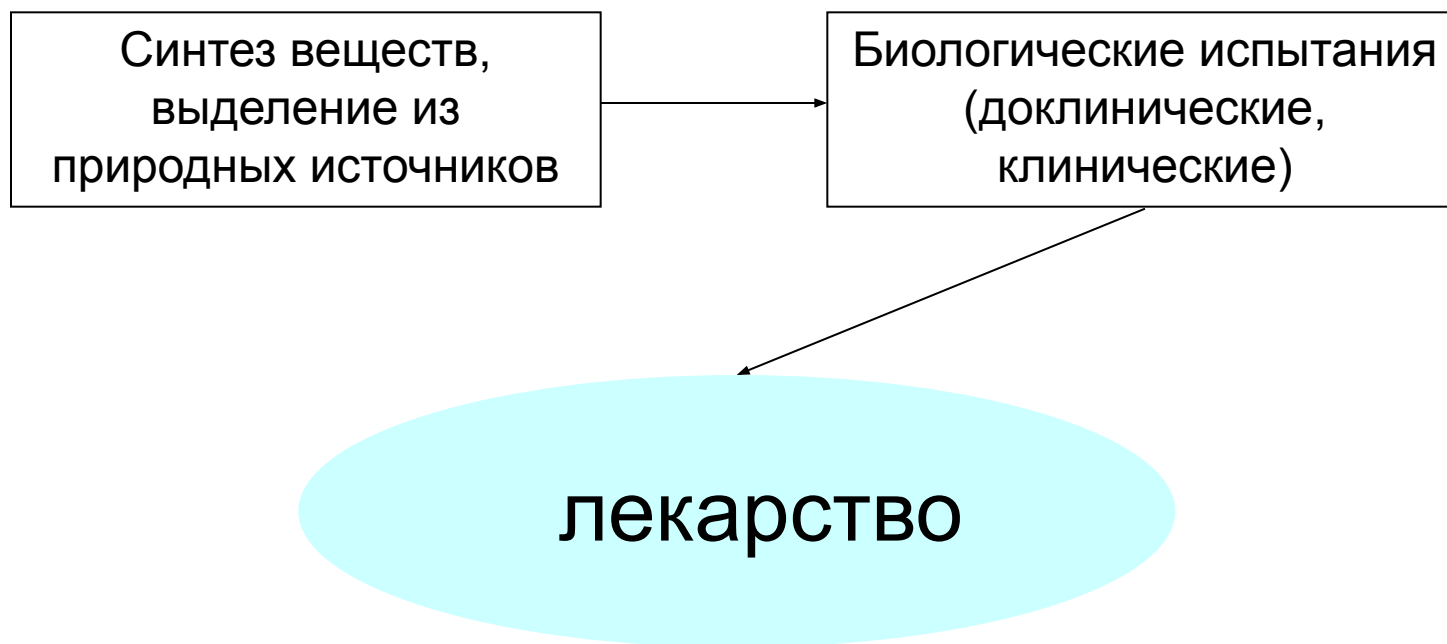 Синтез веществ,
выделение из
природных источников
Биологические испытания
(доклинические,
клинические)
лекарство